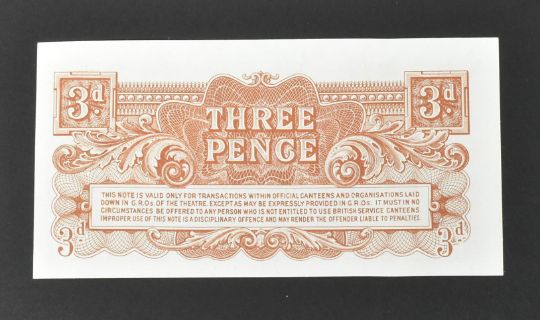 3d 3d
THREE
PENCE
THIS NOTE IS VALID ONLY FOR TRANSACTIONS WITHIN OFFICIAL CANTEENS AND ORGANISATIONS LAID
DOWN IN G.R.Os. OF THE THEATRE. EXCEPT AS MAY BE EXPRESSLY PROVIDED IN G.R.Os. IT MUST IN NO
CIRCUMSTANCES BE OFFERED TO ANY PERSON WHO IS NOT ENTITLED TO USE BRITISH SERVICE CANTEENS
IMPROPER USE OF THIS NOTE IS A DISCIPLINARY OFFENCE AND MAY RENDER THE OFFENDER LIABLE TO PENALTIES
3d 3d